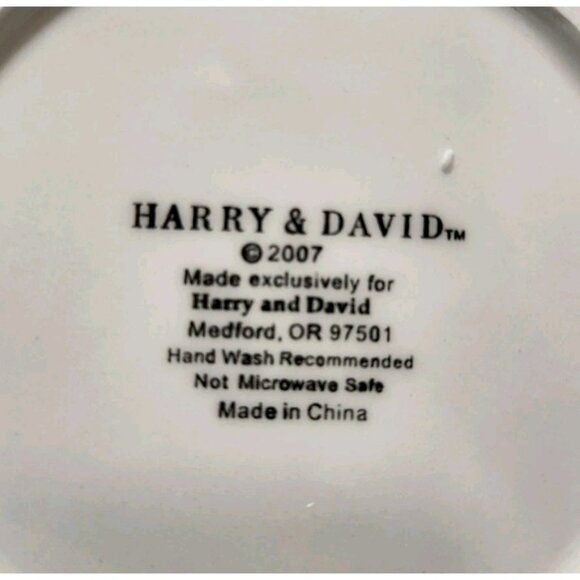 HARRY & DAVID™
© 2007
Made exclusively for
Harry and David
Medford, OR 97501
Hand Wash Recommended
Not Microwave Safe
Made in China